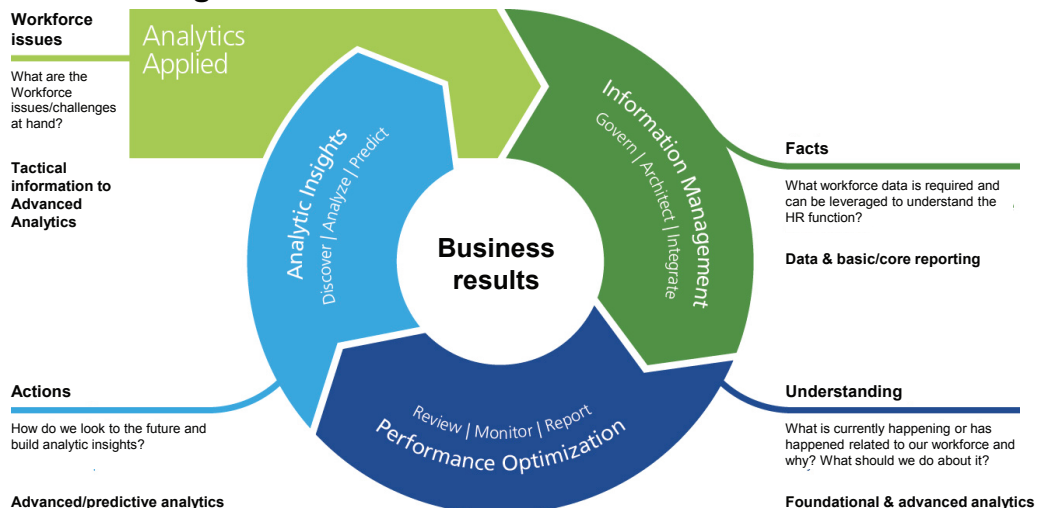 Workforce
issues
What are the
Workforce
issues/challenges
at hand?
Tactical
information to
Advanced
Analytics
Analytics
Applied
Information Management
Govern | Architect | Integrate
Facts
What workforce data is required and
can be leveraged to understand the
HR function?
Data & basic/core reporting
Analytic Insights
Discover | Analyze | Predict
Business
results
Actions
How do we look to the future and
build analytic insights?
Advanced/predictive analytics
Review | Monitor | Report
Performance Optimization
Understanding
What is currently happening or has
happened related to our workforce and
why? What should we do about it?
Foundational & advanced analytics